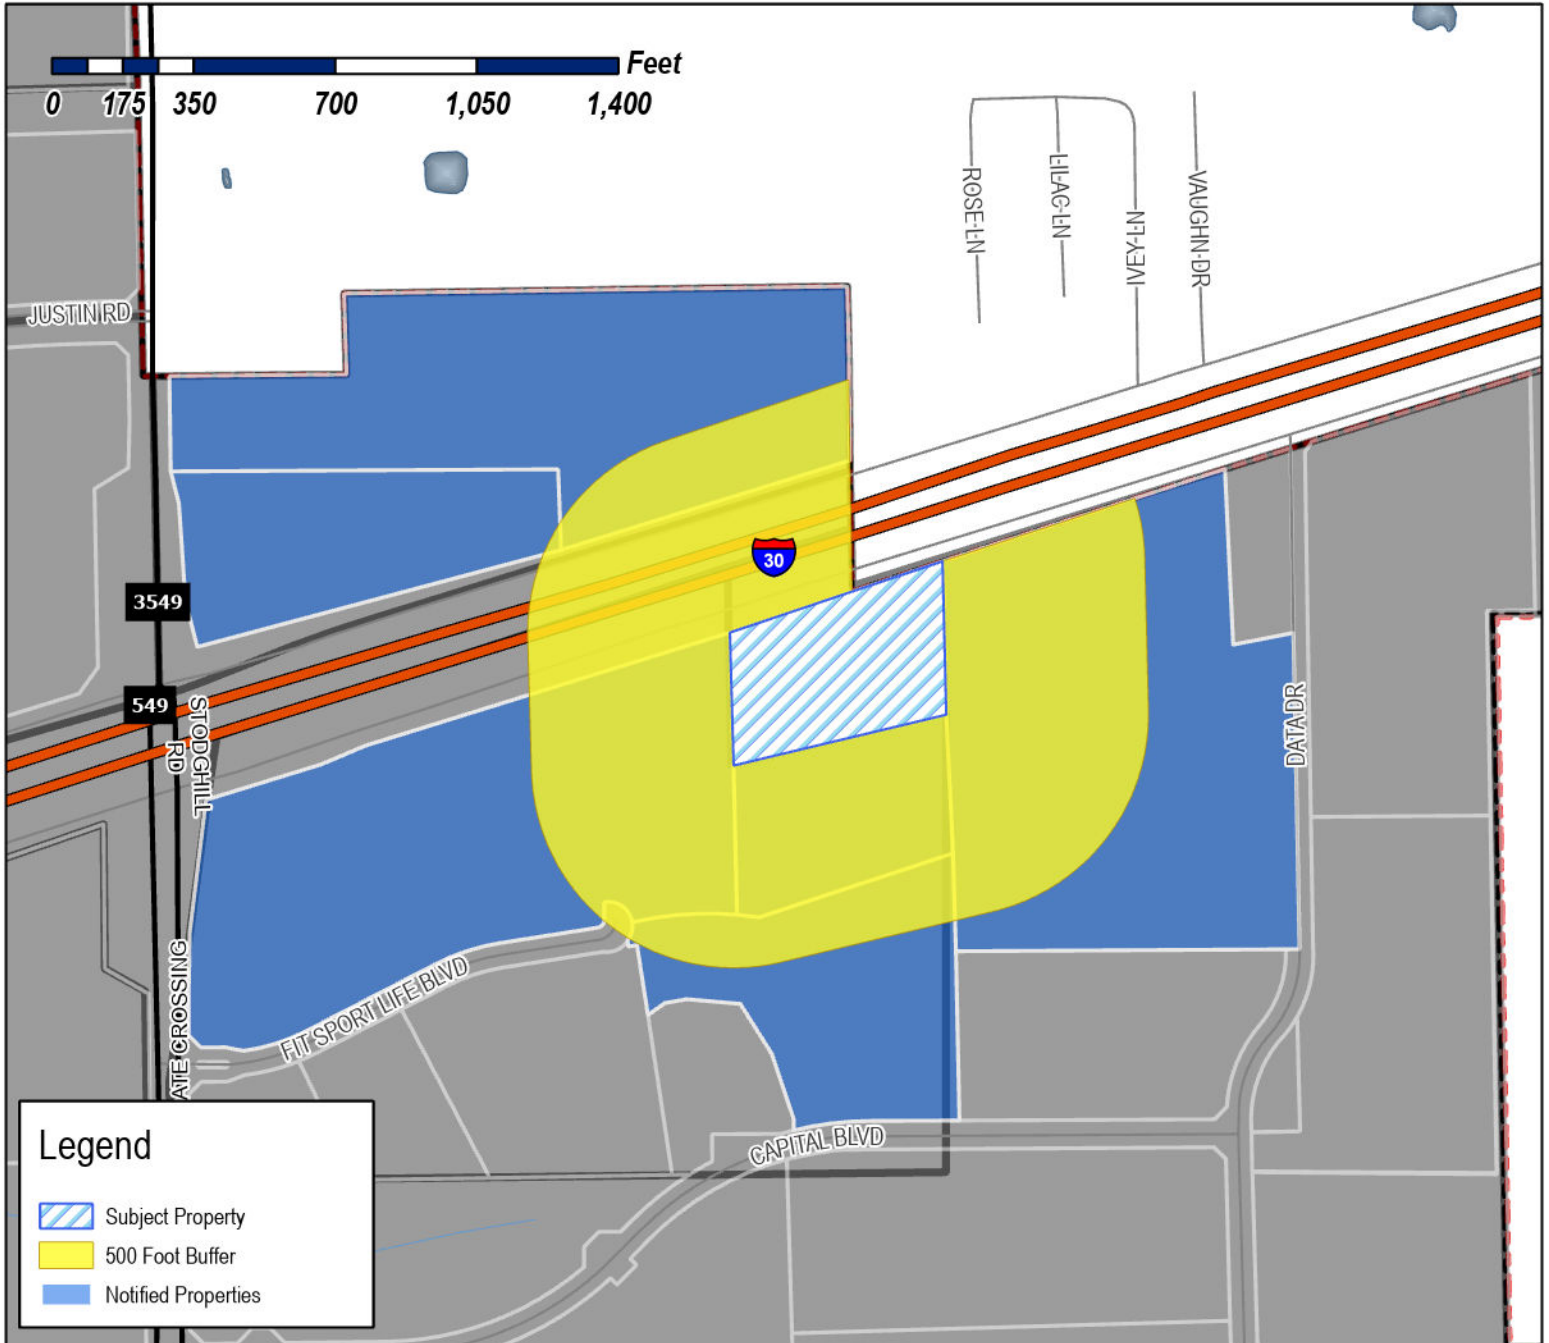 Feet
0 175 350 700 1,050 1,400
ROSE LN
LILAC LN
IVEY LN
VAUGHN DR
JUSTIN RD
30
3549
549
STODGHILL
RD
DATA DR
ATE CROSSING
FIT SPORT LIFE BLVD
CAPITAL BLVD
Legend
Subject Property
500 Foot Buffer
Notified Properties